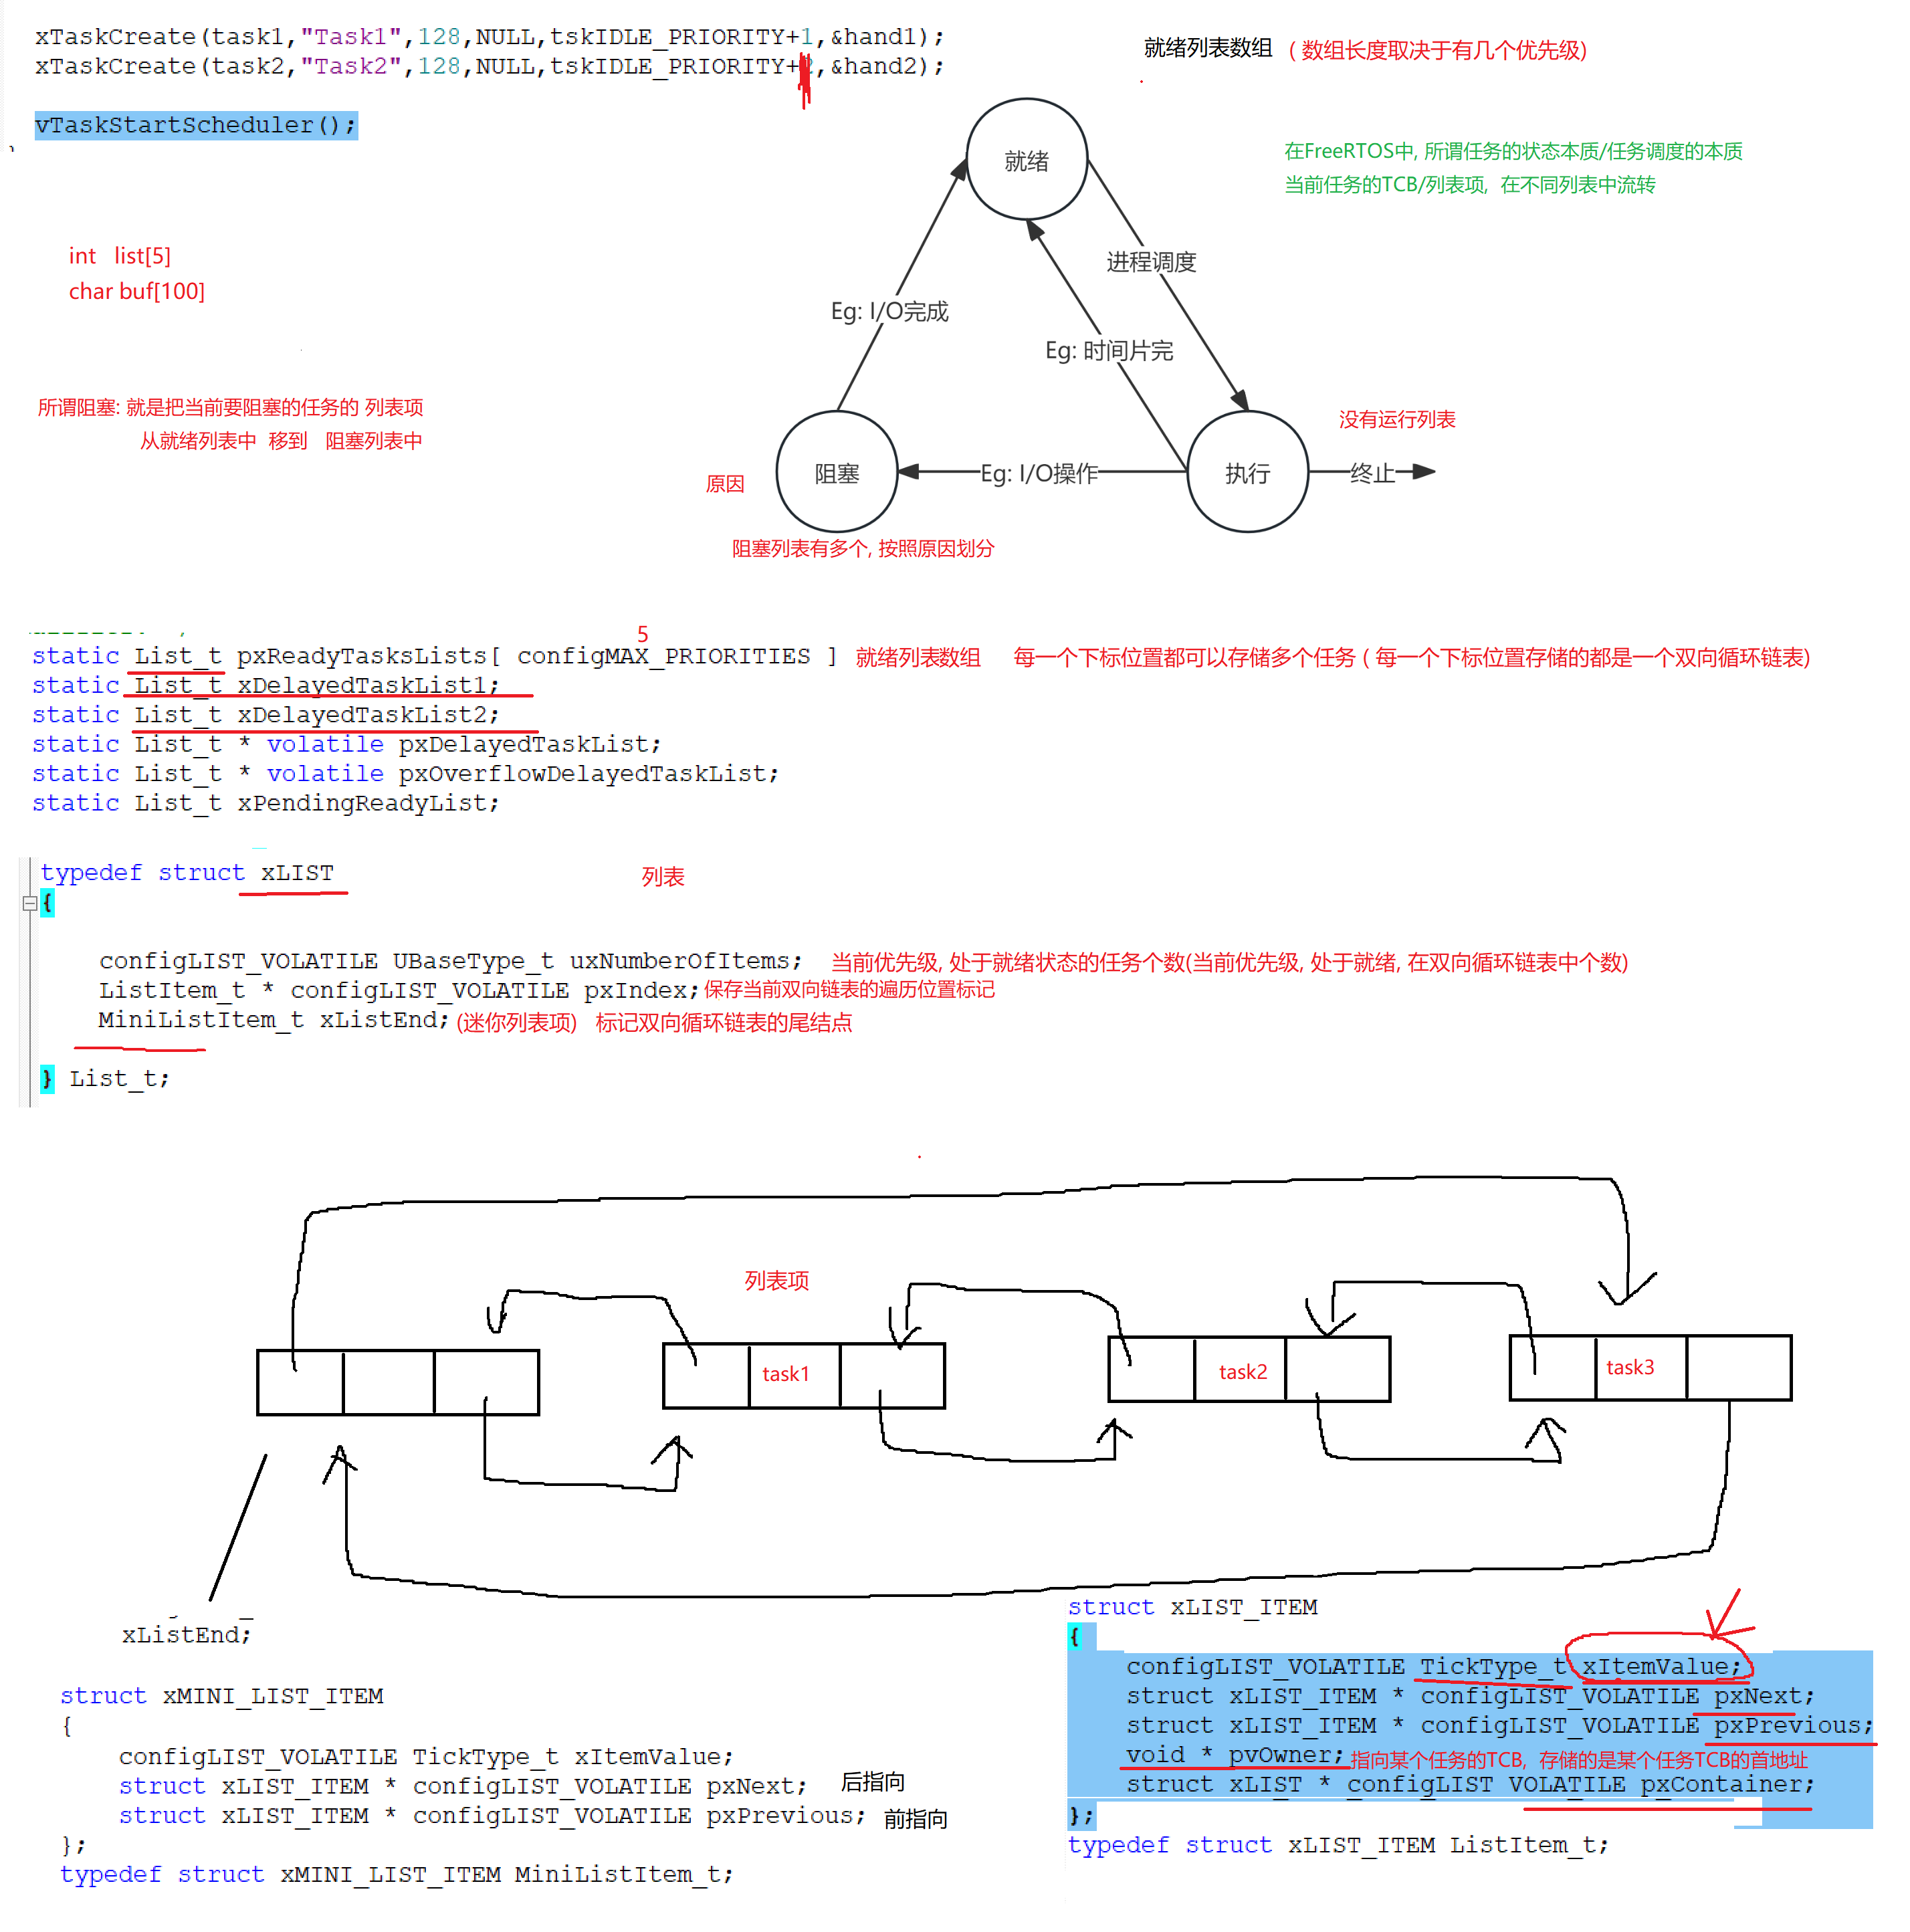 xTaskCreate(task1,"Task1",128,NULL,tskIDLE_PRIORITY+1,&hand1);
xTaskCreate(task2,"Task2",128,NULL,tskIDLE_PRIORITY+2,&hand2);
vTaskStartScheduler();
就绪列表数组 ( 数组长度取决于有几个优先级)
在FreeRTOS中, 所谓任务的状态本质/任务调度的本质
当前任务的TCB/列表项, 在不同列表中流转
就绪
进程调度
int list[5]
char buf[100]
Eg: I/O完成
Eg: 时间片完
所谓阻塞: 就是把当前要阻塞的任务的 列表项
从就绪列表中 移到 阻塞列表中
没有运行列表
原因
阻塞
Eg: I/O操作
执行
终止
阻塞列表有多个, 按照原因划分
5
static List_t pxReadyTasksLists[ configMAX_PRIORITIES ] 就绪列表数组 每一个下标位置都可以存储多个任务 ( 每一个下标位置存储的都是一个双向循环链表)
static List_t xDelayedTaskList1;
static List_t xDelayedTaskList2;
static List_t * volatile pxDelayedTaskList;
static List_t * volatile pxOverflowDelayedTaskList;
static List_t xPendingReadyList;
typedef struct xLIST 列表
{
configLIST_VOLATILE UBaseType_t uxNumberOfItems; 当前优先级, 处于就绪状态的任务个数(当前优先级, 处于就绪, 在双向循环链表中个数)
ListItem_t * configLIST_VOLATILE pxIndex; 保存当前双向链表的遍历位置标记
MiniListItem_t xListEnd; (迷你列表项) 标记双向循环链表的尾结点
} List_t;
列表项
task1
task2
task3
xListEnd;
struct xMINI_LIST_ITEM
{
configLIST_VOLATILE TickType_t xItemValue;
struct xLIST_ITEM * configLIST_VOLATILE pxNext; 后指向
struct xLIST_ITEM * configLIST_VOLATILE pxPrevious; 前指向
};
typedef struct xMINI_LIST_ITEM MiniListItem_t;
struct xLIST_ITEM
{
configLIST_VOLATILE TickType_t xItemValue;
struct xLIST_ITEM * configLIST_VOLATILE pxNext;
struct xLIST_ITEM * configLIST_VOLATILE pxPrevious;
void * pvOwner; 指向某个任务的TCB, 存储的是某个任务TCB的首地址
struct xLIST * configLIST_VOLATILE pxContainer;
};
typedef struct xLIST_ITEM ListItem_t;